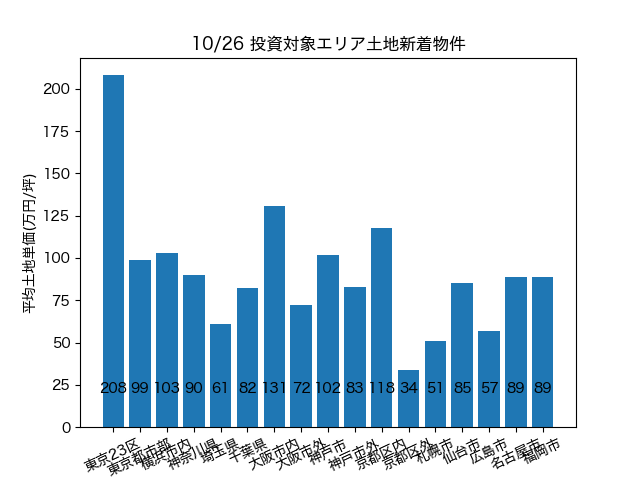 10/26 投資対象エリア土地新着物件
平均土地単価(万円/坪)
200
175
150
125
100
75
50
25
0
208 99 103 90 61 82 131 72 102 83 118 34 51 85 57 89 89
東京23区
東京都市部
横浜市内
神奈川県
埼玉県
千葉県
大阪市内
大阪市外
神戸市
神戸市外
京都区内
京都区外
札幌市
仙台市
広島市
名古屋市
福岡市